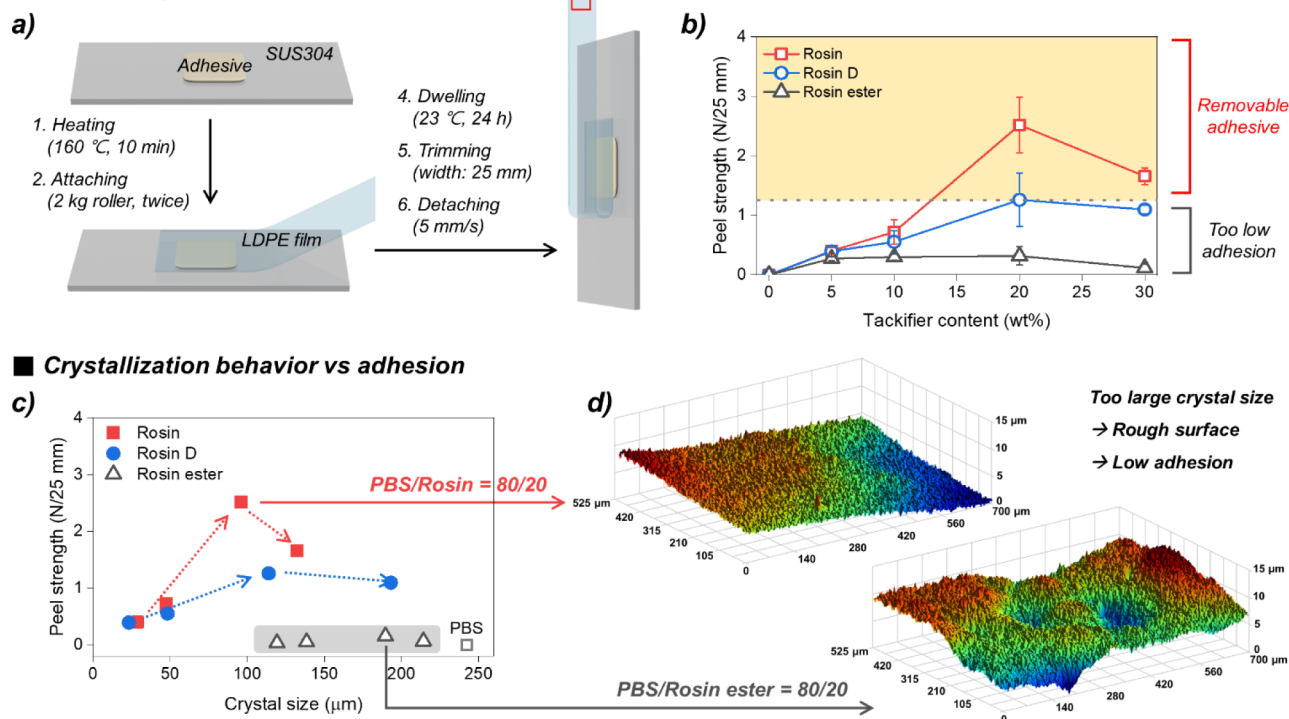 a)
SUS304
Adhesive
1. Heating
(160 ℃, 10 min)
2. Attaching
(2 kg roller, twice)
LDPE film
4. Dwelling
(23 ℃, 24 h)
5. Trimming
(width: 25 mm)
6. Detaching
(5 mm/s)
b)
Peel strength (N/25 mm)
4
3
2
1
0
Rosin
Rosin D
Rosin ester
0
5
10
15
20
25
30
Tackifier content (wt%)
Removable
adhesive
Too low
adhesion
■ Crystallization behavior vs adhesion
c)
Peel strength (N/25 mm)
4
3
2
1
0
Rosin
Rosin D
Rosin ester
PBS
0
50
100
150
200
250
Crystal size (μm)
PBS/Rosin = 80/20
PBS/Rosin ester = 80/20
d)
15 μm
10
5
0
525 μm
420
315
210
105
0
140
280
420
560
700 μm
Too large crystal size
→ Rough surface
→ Low adhesion
15 μm
10
5
0
525 μm
420
315
210
105
0
140
280
420
560
700 μm